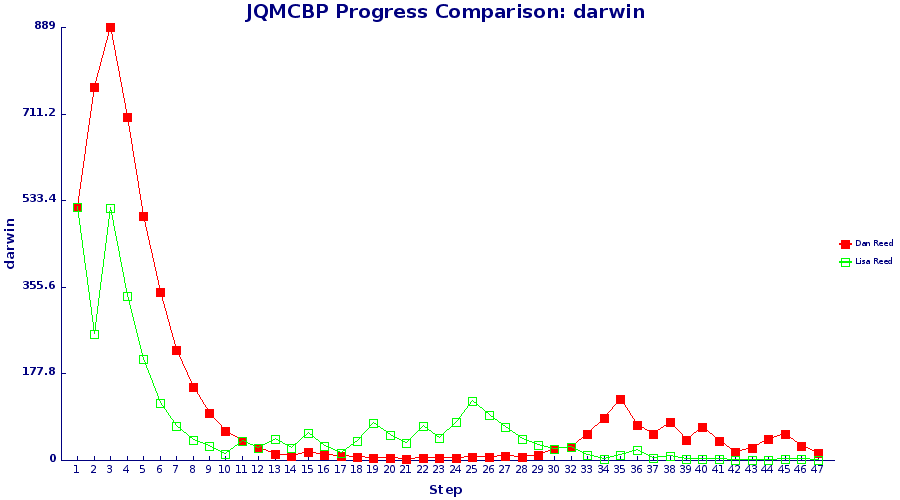 JQMCBP Progress Comparison: darwin
889
711.2
533.4
355.6
177.8
0
darwin
1 2 3 4 5 6 7 8 9 10 11 12 13 14 15 16 17 18 19 20 21 22 23 24 25 26 27 28 29 30 32 33 34 35 36 37 38 39 40 41 42 43 44 45 46 47
Step
Dan Reed
Lisa Reed